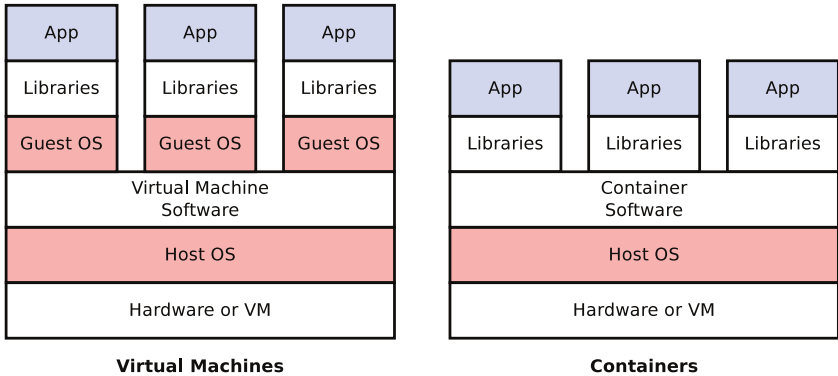 App
App
App
Libraries
Libraries
Libraries
Guest OS
Guest OS
Guest OS
Virtual Machine
Software
Host OS
Hardware or VM
Virtual Machines
App
App
App
Libraries
Libraries
Libraries
Container
Software
Host OS
Hardware or VM
Containers